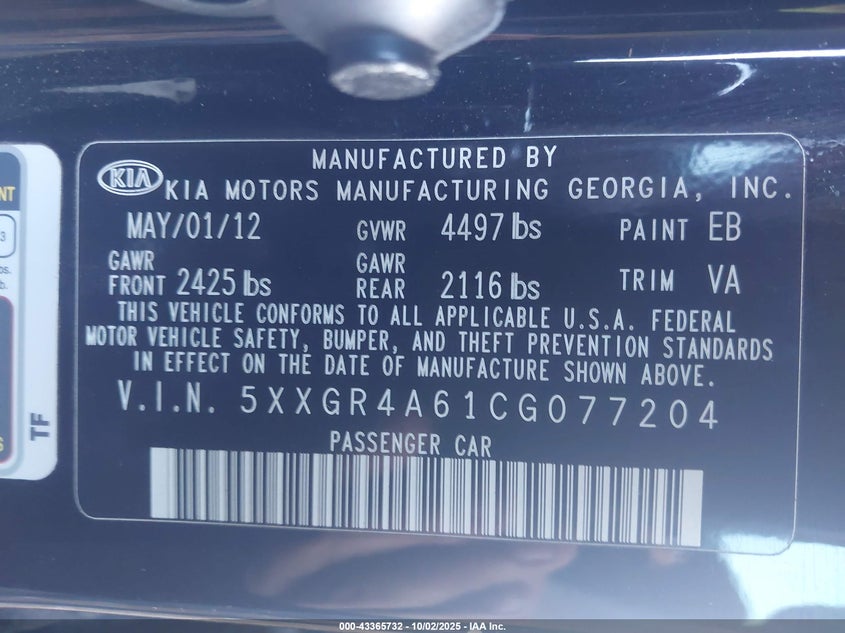 MANUFACTURED BY
KIA KIA MOTORS MANUFACTURING GEORGIA, INC.
MAY/01/12 GVWR 4497 lbs PAINT EB
GAWR FRONT 2425 lbs GAWR REAR 2116 lbs TRIM VA
THIS VEHICLE CONFORMS TO ALL APPLICABLE U.S.A. FEDERAL
MOTOR VEHICLE SAFETY, BUMPER, AND THEFT PREVENTION STANDARDS
IN EFFECT ON THE DATE OF MANUFACTURE SHOWN ABOVE.
V.I.N. 5XXGR4A61CG077204
PASSENGER CAR
NT
3
bs.
b.
S
TF
000-43365732 - 10/02/2025 - IAA Inc.